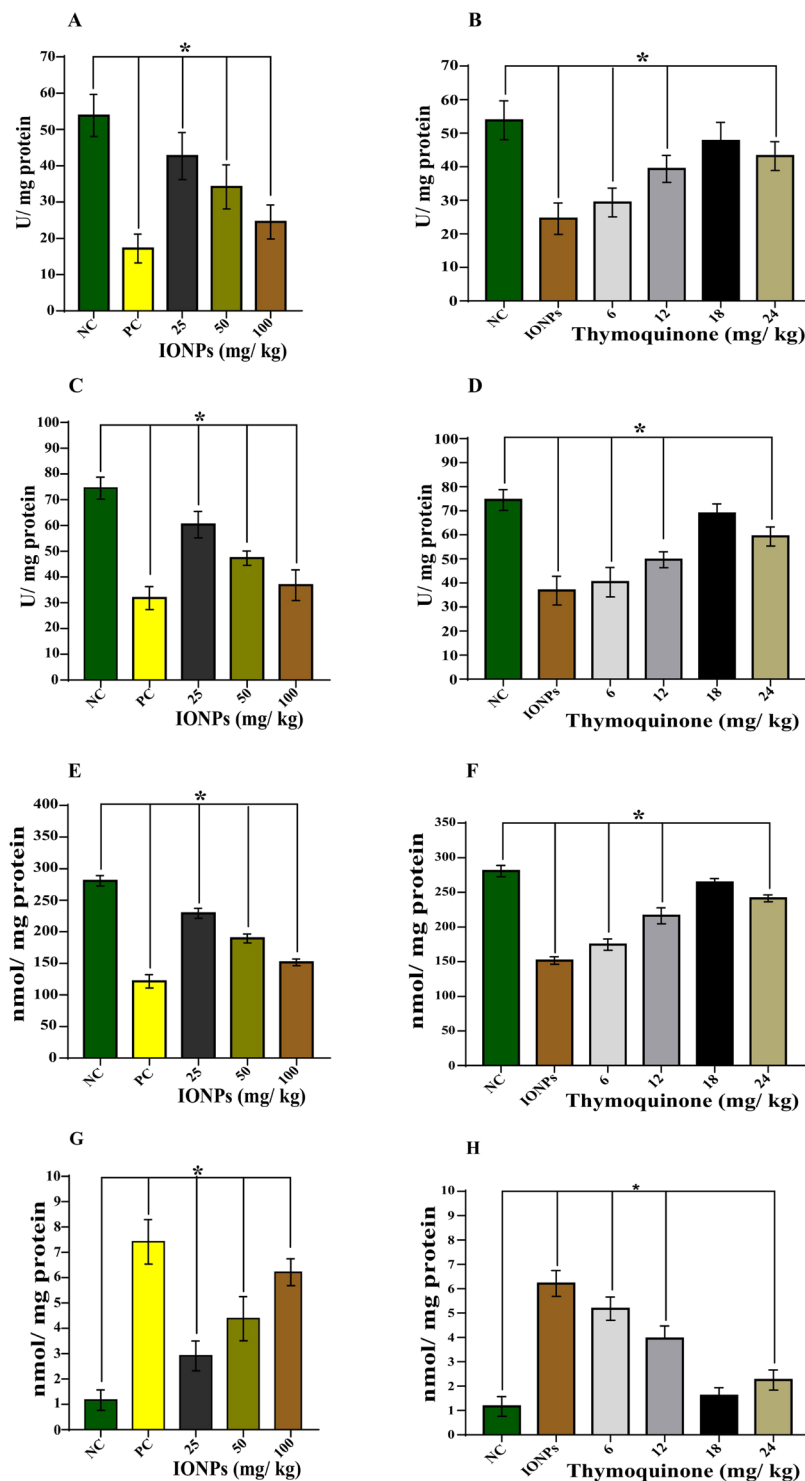 A
*
70
60
50
40
30
20
10
0
U/ mg protein
NC
PC
25
50
100
IONPs (mg/ kg)
B
*
70
60
50
40
30
20
10
0
U/ mg protein
NC
IONPs
6
12
18
24
Thymoquinone (mg/ kg)
C
*
100
90
80
70
60
50
40
30
20
10
0
U/ mg protein
NC
PC
25
50
100
IONPs (mg/ kg)
D
*
100
90
80
70
60
50
40
30
20
10
0
U/ mg protein
NC
IONPs
6
12
18
24
Thymoquinone (mg/ kg)
E
*
400
350
300
250
200
150
100
50
0
nmol/ mg protein
NC
PC
25
50
100
IONPs (mg/ kg)
F
*
350
300
250
200
150
100
50
0
nmol/ mg protein
NC
IONPs
6
12
18
24
Thymoquinone (mg/ kg)
G
*
10
9
8
7
6
5
4
3
2
1
0
nmol/ mg protein
NC
PC
25
50
100
IONPs (mg/ kg)
H
*
10
9
8
7
6
5
4
3
2
1
0
nmol/ mg protein
NC
IONPs
6
12
18
24
Thymoquinone (mg/ kg)